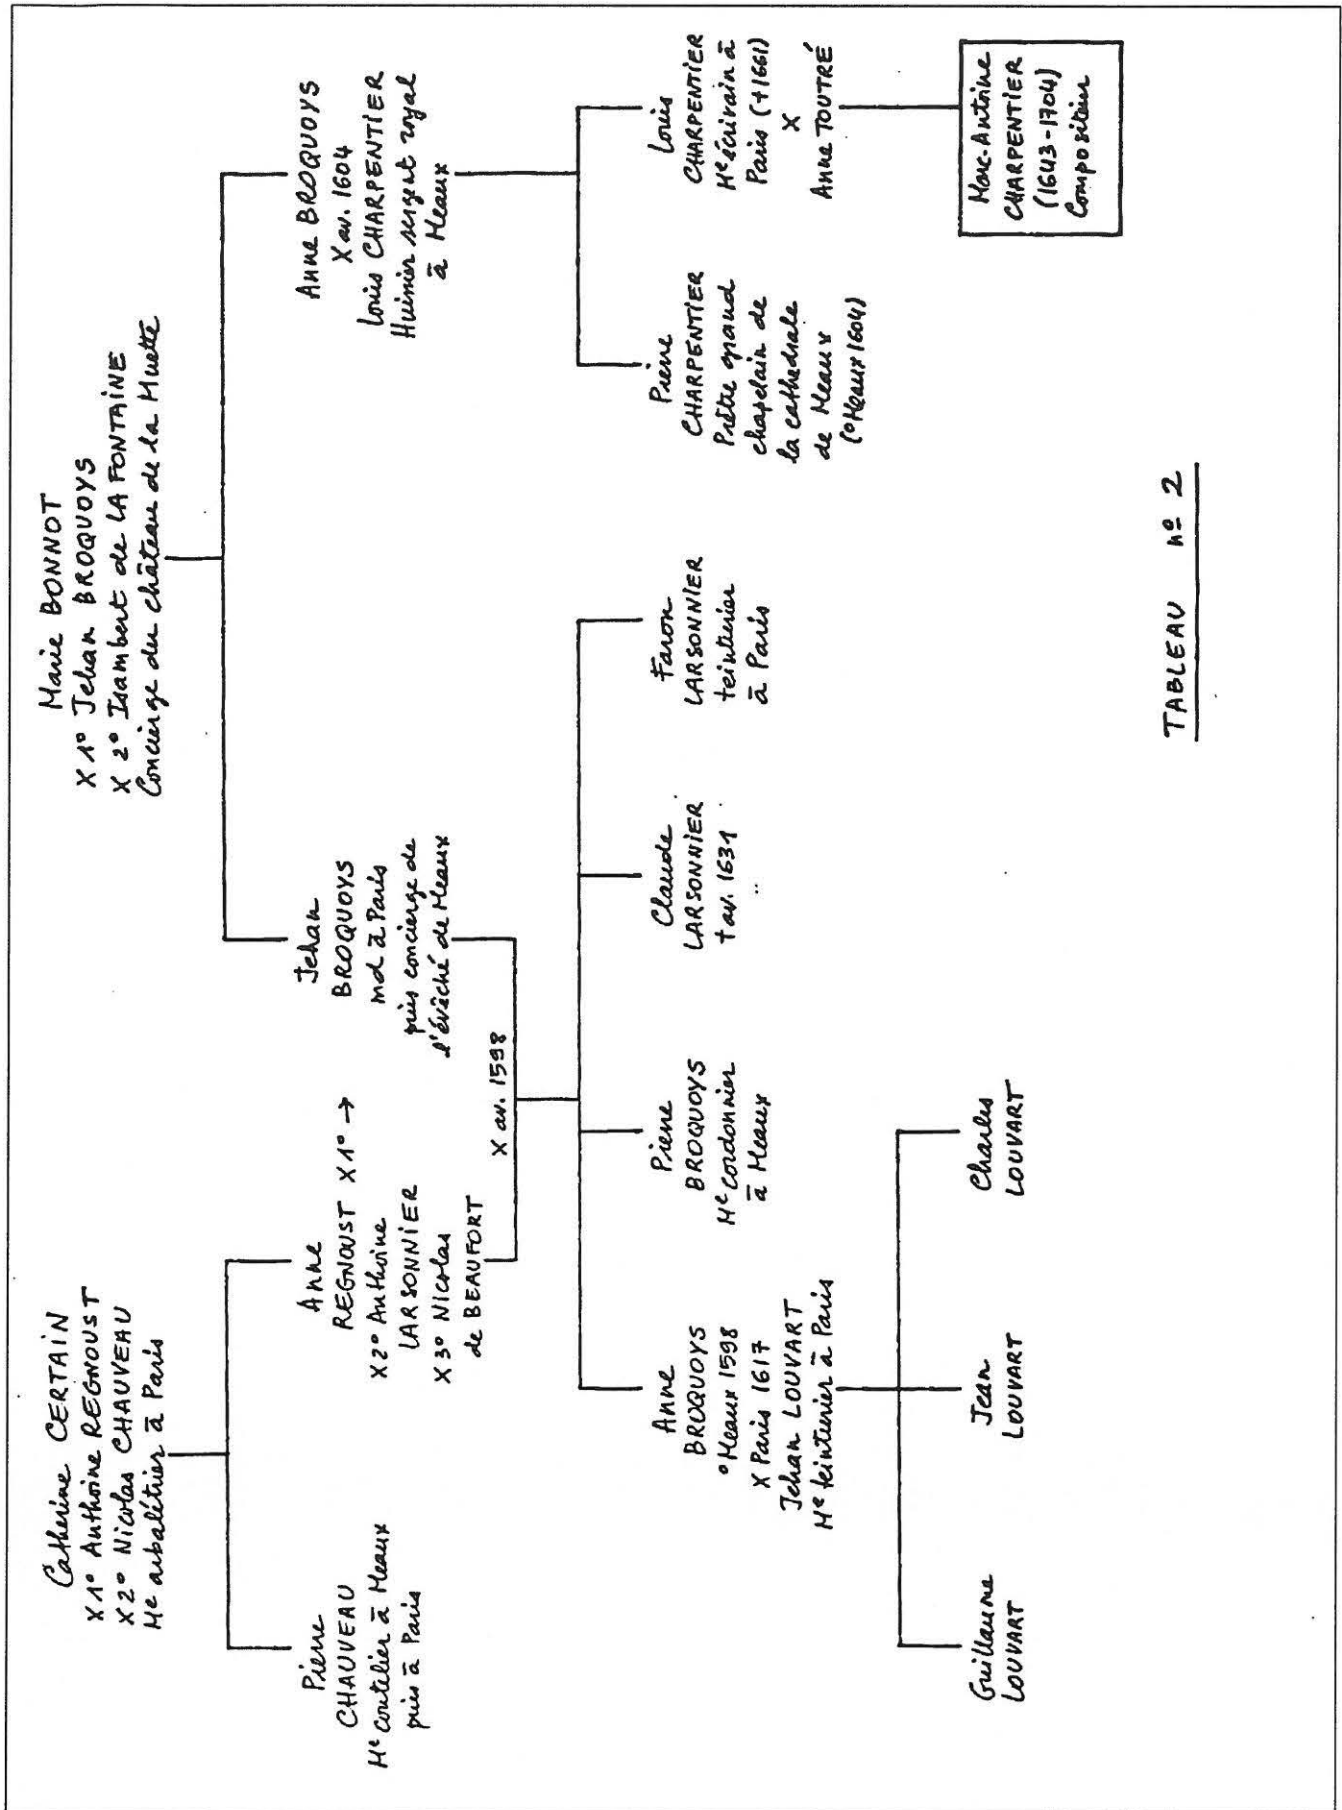 Catherine CERTAIN
X 1° Anthoine REGNOUST
X 2° Nicolas CHAUVEAU
Me arbalétrier à Paris
Marie BONNOT
X 1° Jehan BROQUOYS
X 2° Isambert de LA FONTAINE
Concierge du château de la Muette
Pierre
CHAUVEAU
Me coutelier à Meaux
puis à Paris
Anne
REGNOUST X 1° →
X 2° Anthoine
LARSONNIER
X 3° Nicolas
de BEAUFORT
Jehan
BROQUOYS
md à Paris
puis concierge de
l'évêché de Meaux
X av. 1598
Anne BROQUOYS
X av. 1604
Louis CHARPENTIER
Huissier sergent royal
à Meaux
Anne
BROQUOYS
° Meaux 1598
X Paris 1617
Jehan LOUVART
Me teinturier à Paris
Pierre
BROQUOYS
Me cordonnier
à Meaux
Claude
LARSONNIER
+ av. 1631
Faron
LARSONNIER
teinturier
à Paris
Pierre
CHARPENTIER
Prêtre grand
chapelain de
la cathédrale
de Meaux
(° Meaux 1604)
Louis
CHARPENTIER
Me écrivain à
Paris (+1661)
X
Anne TOUTRÉ
Guillaume
LOUVART
Jean
LOUVART
Charles
LOUVART
Marc-Antoine
CHARPENTIER
(1643-1704)
Compositeur
TABLEAU nº 2